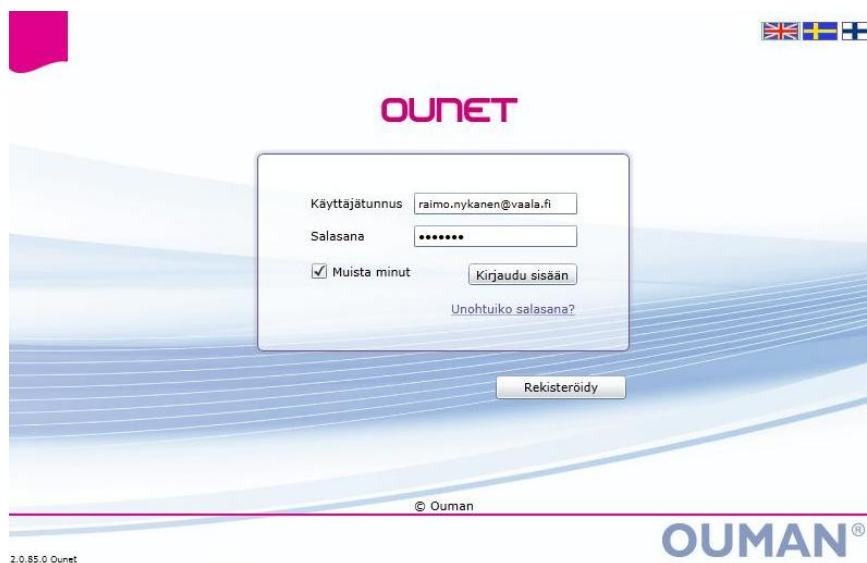 OUNET
Käyttäjätunnus raimo.nykanen@vaala.fi
Salasana •••••••
Muista minut Kirjaudu sisään
Unohtuiko salasana?
Rekisteröidy
© Ouman
OUMAN®
2.0.85.0 Ounet